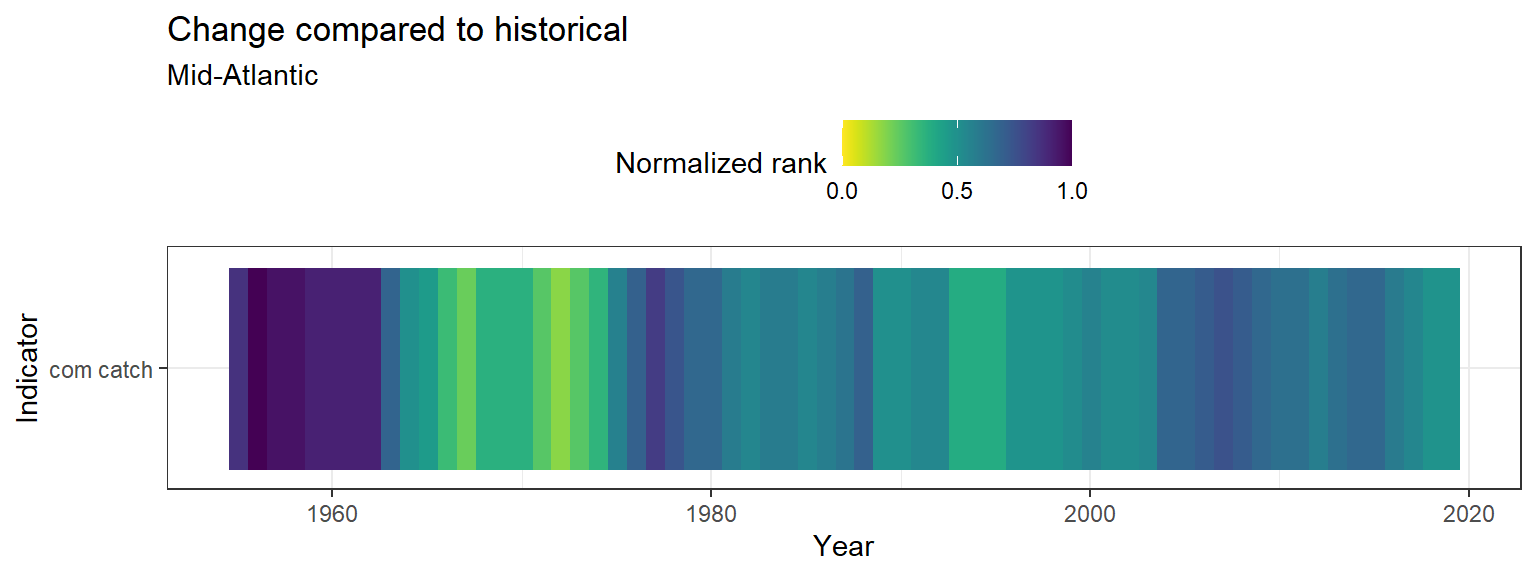 Change compared to historical
Mid-Atlantic
Normalized rank
0.0 0.5 1.0
Indicator
com catch
1960 1980 2000 2020
Year